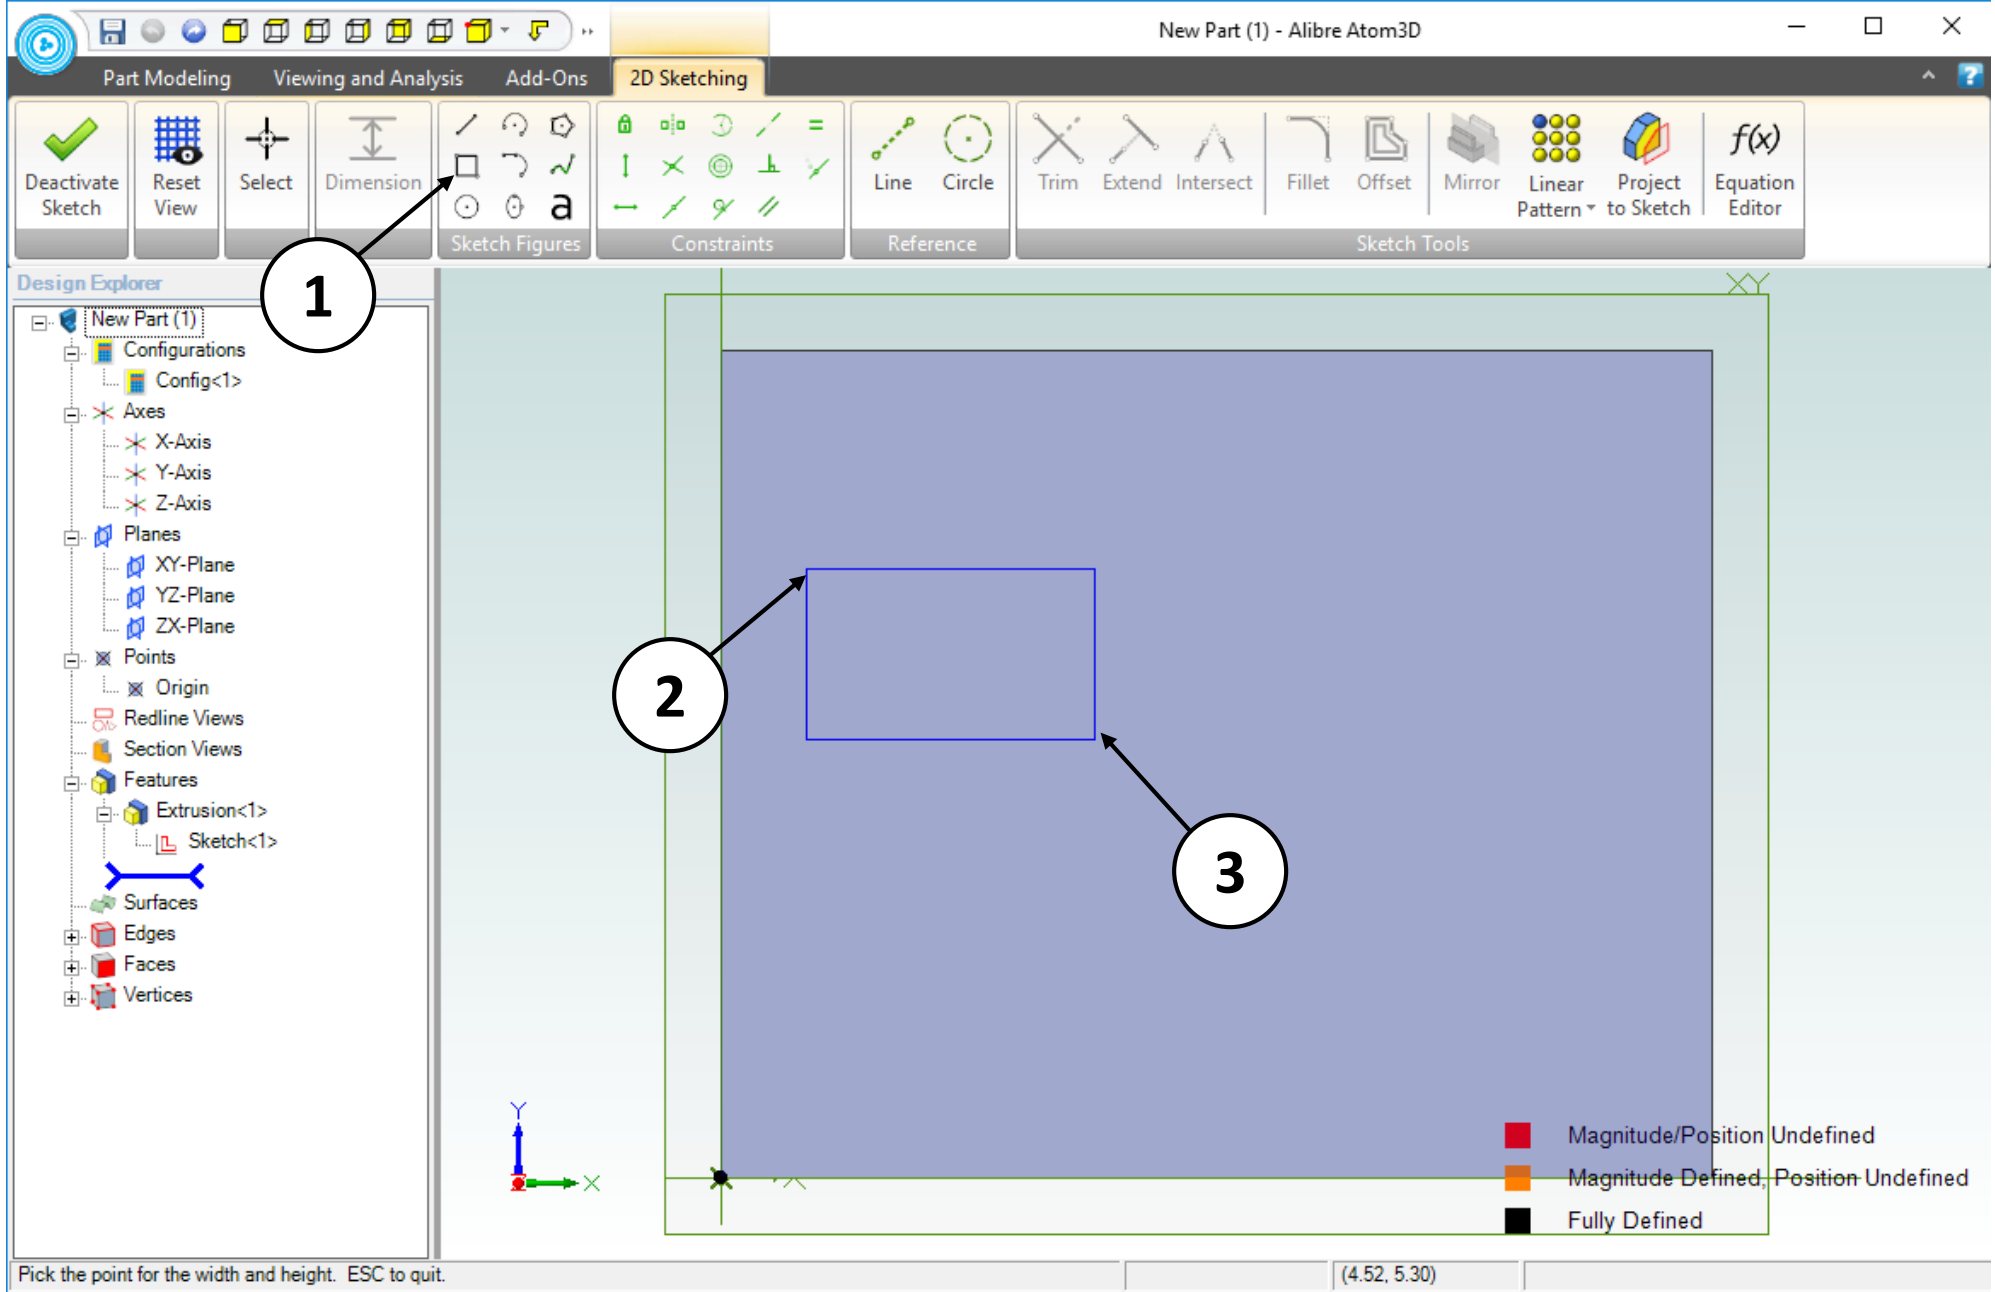 New Part (1) - Alibre Atom3D
Part Modeling
Viewing and Analysis
Add-Ons
2D Sketching
Deactivate
Sketch
Reset
View
Select
Dimension
a
Sketch Figures
Constraints
Line
Circle
Reference
Trim
Extend
Intersect
Fillet
Offset
Mirror
Linear
Pattern
Project
to Sketch
f(x)
Equation
Editor
Sketch Tools
1
Design Explorer
New Part (1)
Configurations
Config<1>
Axes
X-Axis
Y-Axis
Z-Axis
Planes
XY-Plane
YZ-Plane
ZX-Plane
Points
Origin
Redline Views
Section Views
Features
Extrusion<1>
Sketch<1>
Surfaces
Edges
Faces
Vertices
XY
2
3
Y
X
X
Magnitude/Position Undefined
Magnitude Defined, Position Undefined
Fully Defined
Pick the point for the width and height. ESC to quit.
(4.52, 5.30)